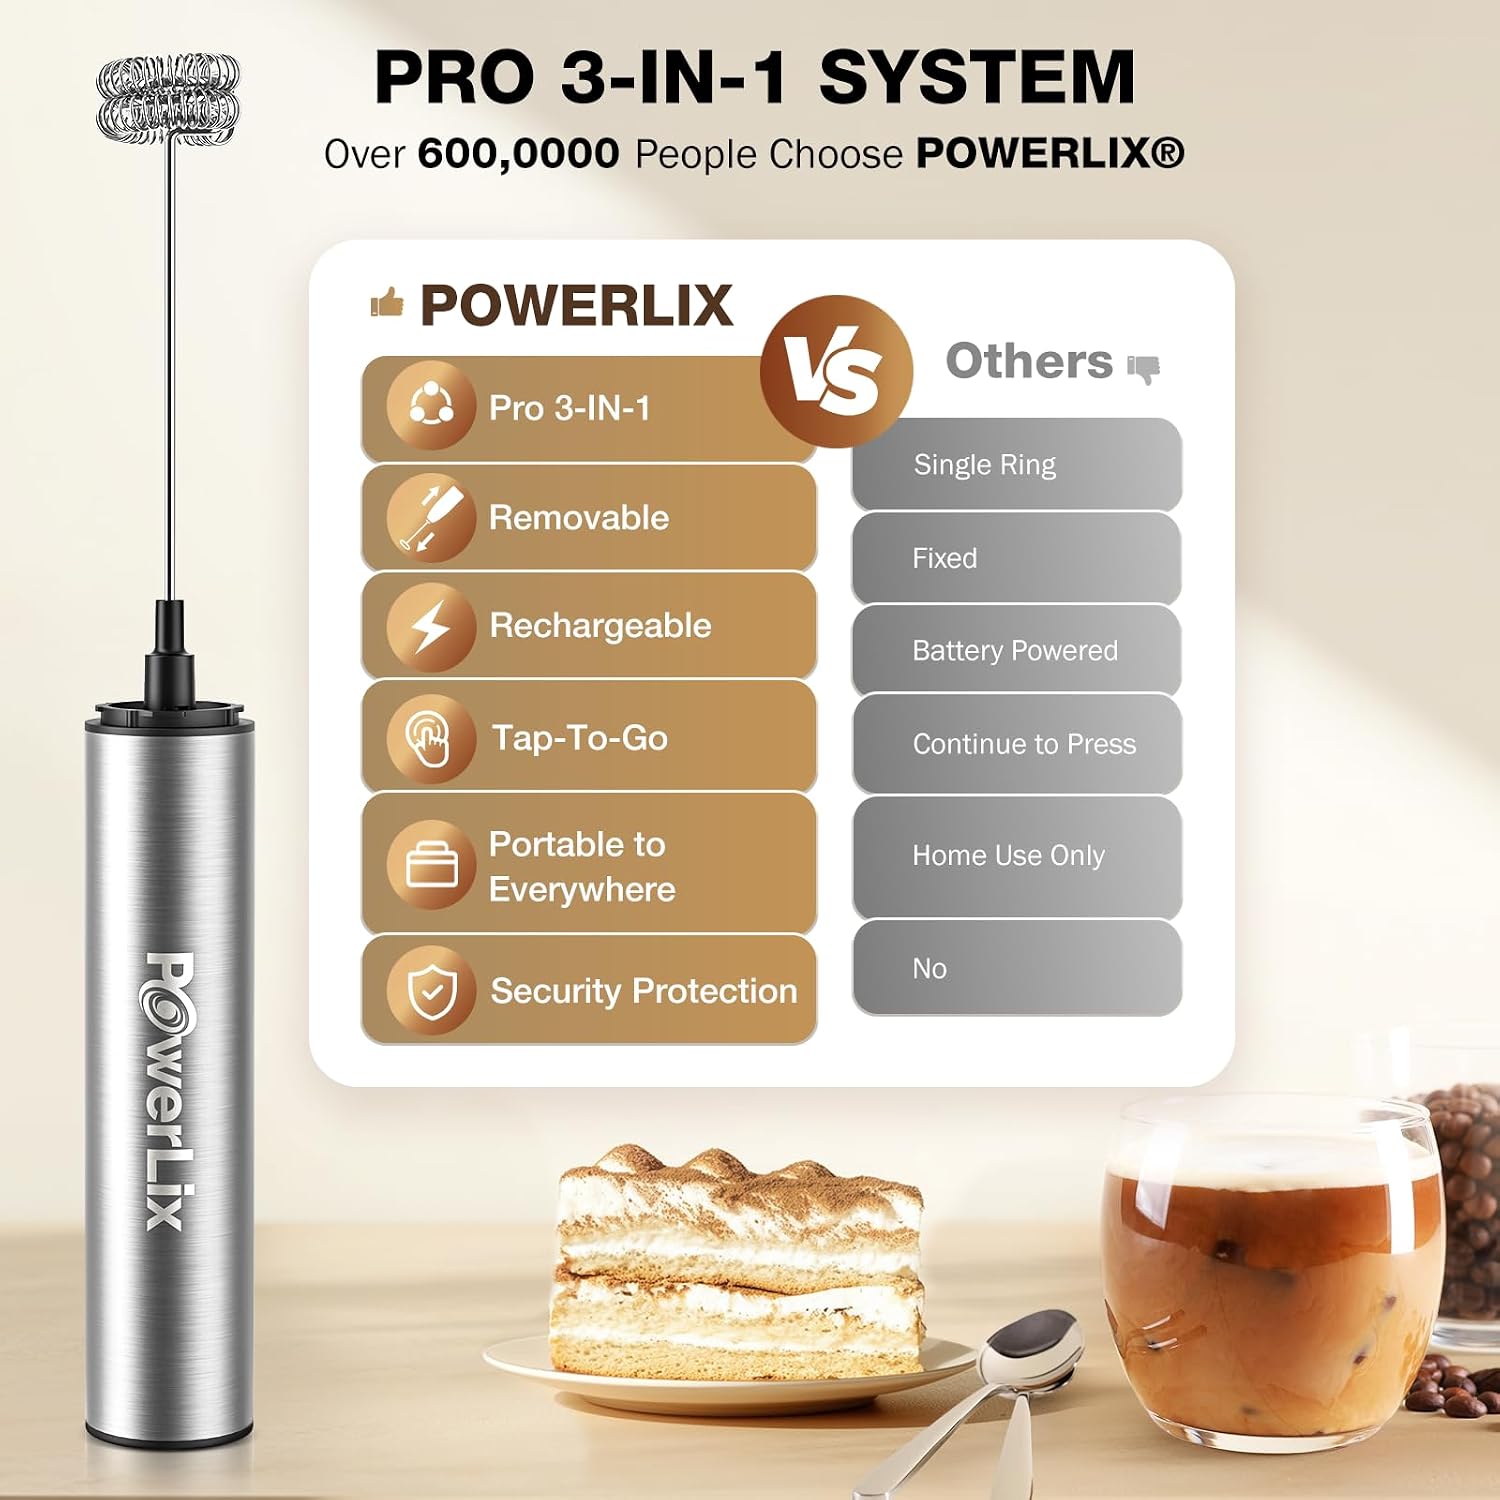 PRO 3-IN-1 SYSTEM
Over 600,0000 People Choose POWERLIX®
POWERLIX
VS
Others
Pro 3-IN-1
Single Ring
Removable
Fixed
Rechargeable
Battery Powered
Tap-To-Go
Continue to Press
Portable to
Everywhere
Home Use Only
Security Protection
No
PowerLix